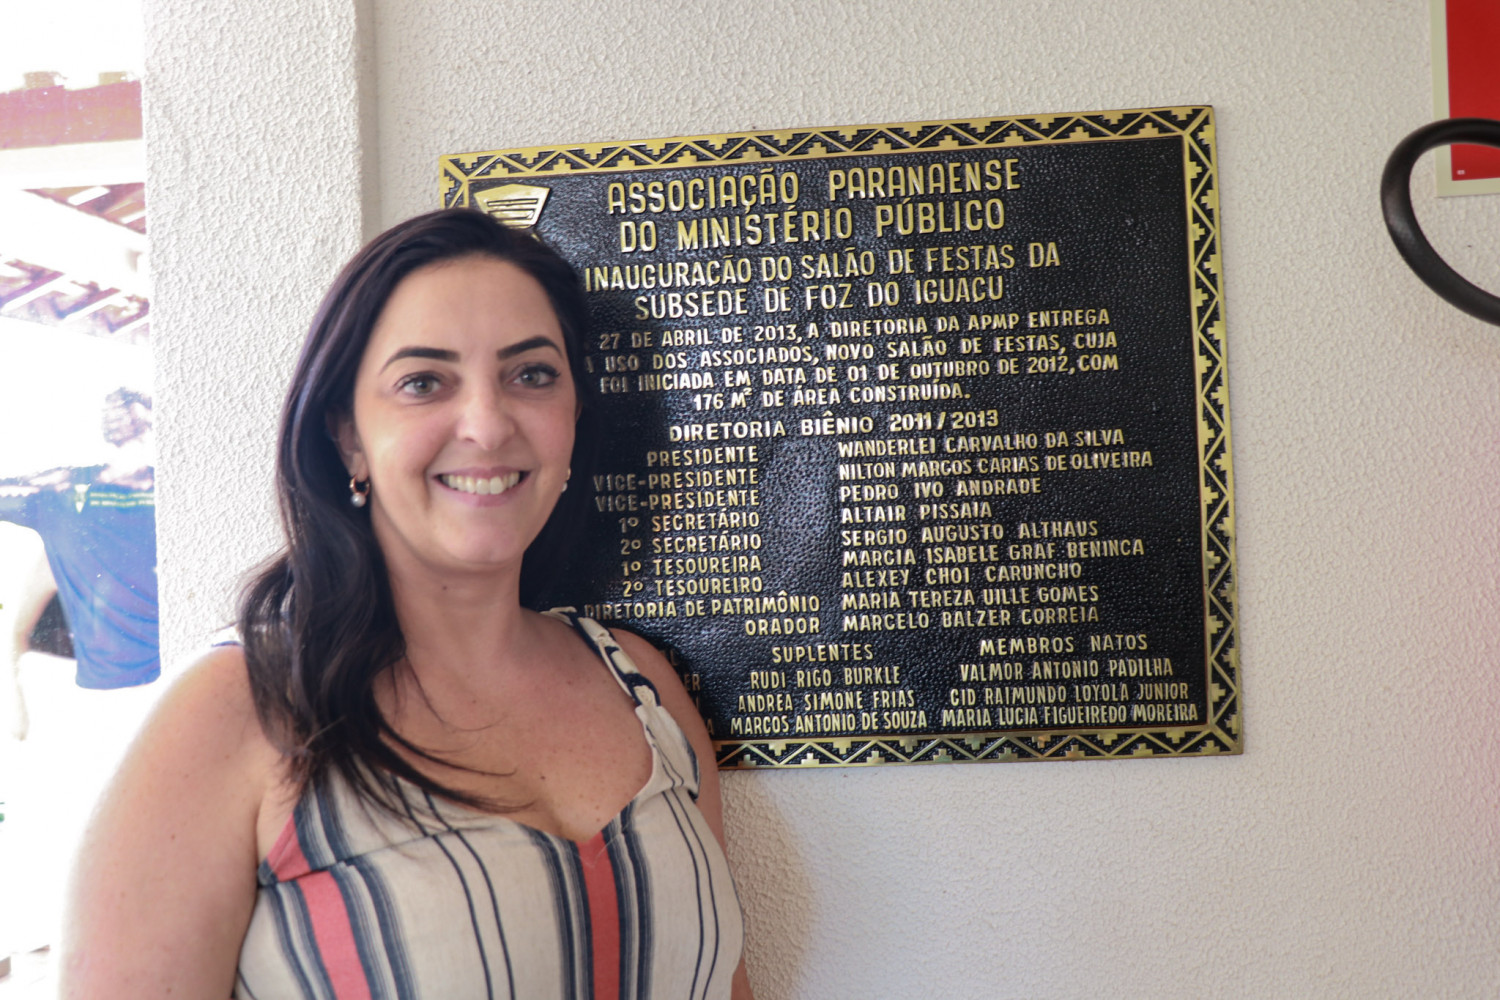 ASSOCIAÇÃO PARANAENSE
DO MINISTÉRIO PÚBLICO
INAUGURAÇÃO DO SALÃO DE FESTAS DA
SUBSEDE DE FOZ DO IGUAÇU
27 DE ABRIL DE 2013, A DIRETORIA DA APMP ENTREGA
USO DOS ASSOCIADOS, NOVO SALÃO DE FESTAS, CUJA
FOI INICIADA EM DATA DE 01 DE OUTUBRO DE 2012, COM
176 M² DE ÁREA CONSTRUÍDA.
DIRETORIA BIÊNIO 2011/2013
PRESIDENTE WANDERLEI CARVALHO DA SILVA
VICE-PRESIDENTE NILTON MARCOS CARIAS DE OLIVEIRA
VICE-PRESIDENTE PEDRO IVO ANDRADE
1º SECRETÁRIO ALTAIR PISSAIA
2º SECRETÁRIO SERGIO AUGUSTO ALTHAUS
1º TESOUREIRA MARCIA ISABELE GRAF BENINCA
2º TESOUREIRO ALEXEY CHOI CARUNCHO
DIRETORIA DE PATRIMÔNIO MARIA TEREZA UILLE GOMES
ORADOR MARCELO BALZER CORREIA
SUPLENTES MEMBROS NATOS
RUDI RIGO BURKLE VALMOR ANTONIO PADILHA
ANDREA SIMONE FRIAS CID RAIMUNDO LOYOLA JUNIOR
MARCOS ANTONIO DE SOUZA MARIA LUCIA FIGUEIREDO MOREIRA